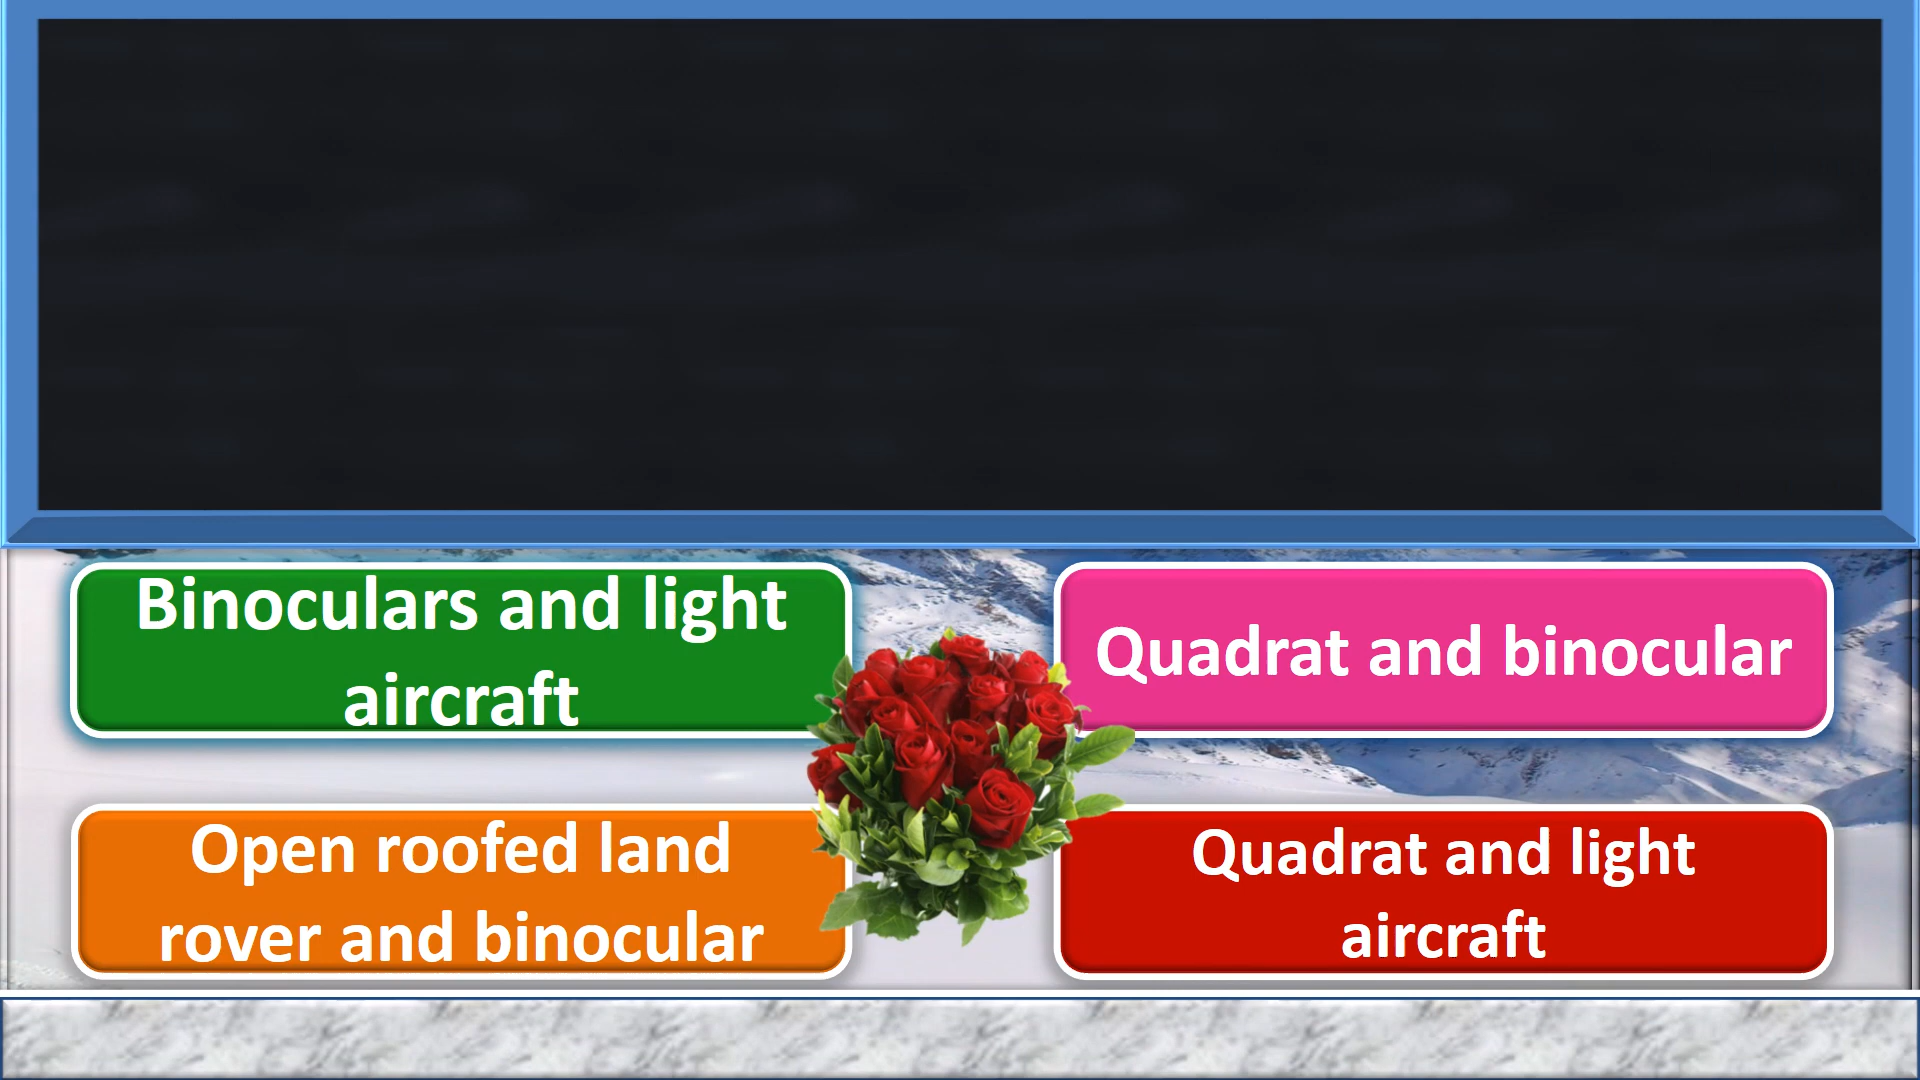 Binoculars and light
aircraft
Quadrat and binocular
Open roofed land
rover and binocular
Quadrat and light
aircraft